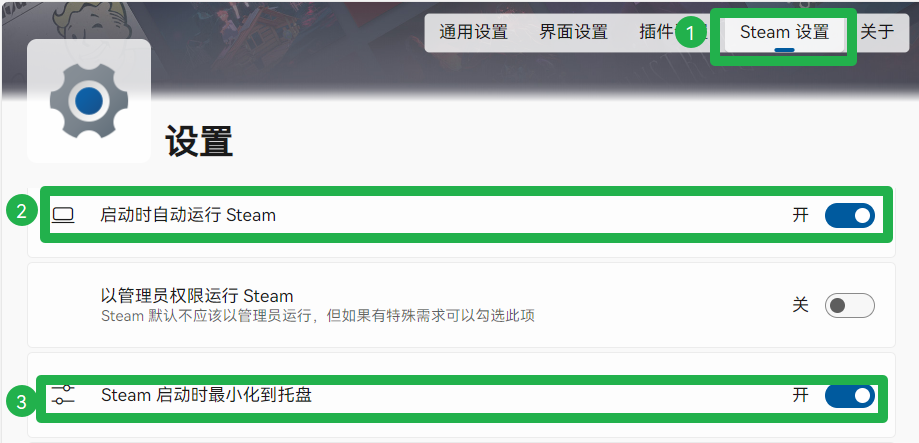 通用设置 界面设置 插件 1 Steam 设置 关于
设置
2 启动时自动运行 Steam 开
以管理员权限运行 Steam 关
Steam 默认不应该以管理员运行，但如果有特殊需求可以勾选此项
3 Steam 启动时最小化到托盘 开